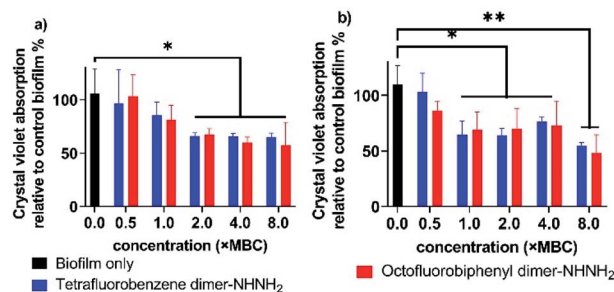 a)
*
Crystal violet absorption
relative to control biofilm %
100
50
0
0.0 0.5 1.0 2.0 4.0 8.0
concentration (×MBC)
b)
**
*
Crystal violet absorption
relative to control biofilm %
100
50
0
0.0 0.5 1.0 2.0 4.0 8.0
concentration (×MBC)
Biofilm only
Tetrafluorobenzene dimer-NHNH₂
Octofluorobiphenyl dimer-NHNH₂